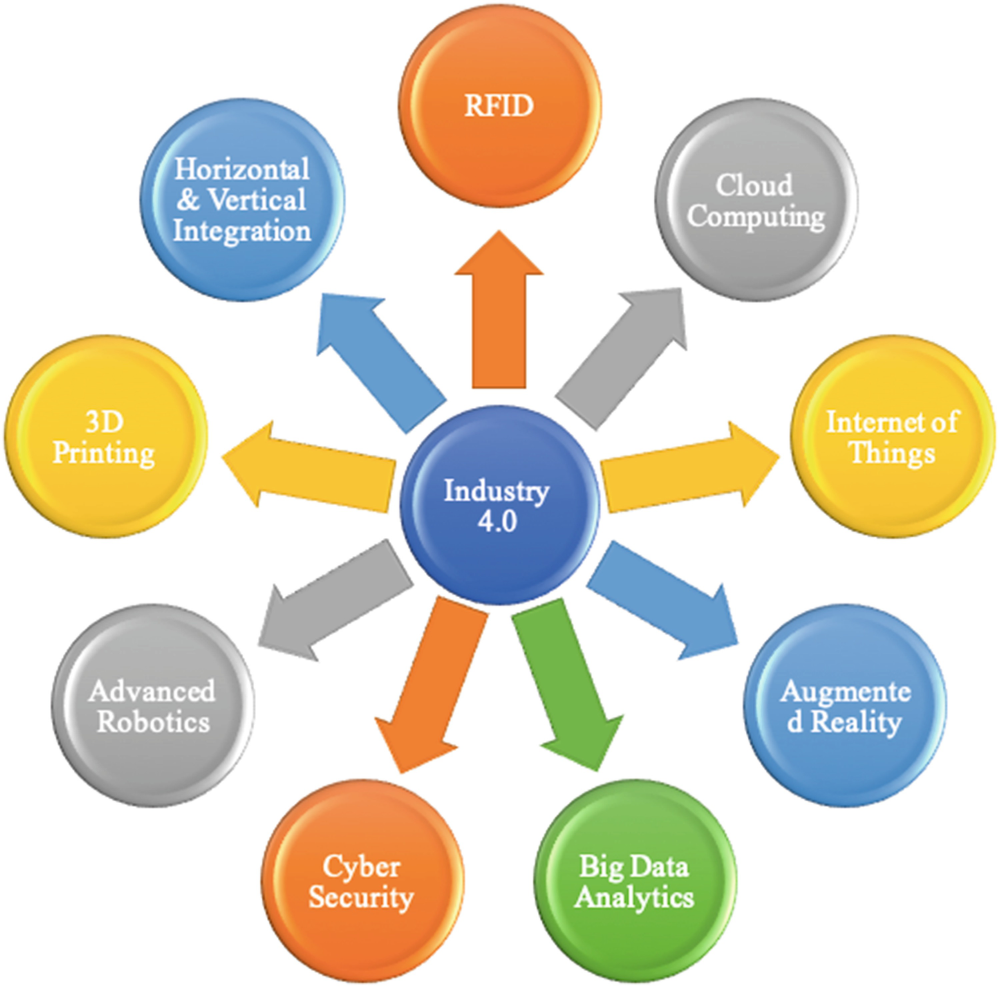 RFID
Cloud
Computing
Internet of
Things
Augmente
d Reality
Big Data
Analytics
Cyber
Security
Advanced
Robotics
3D
Printing
Horizontal
& Vertical
Integration
Industry
4.0